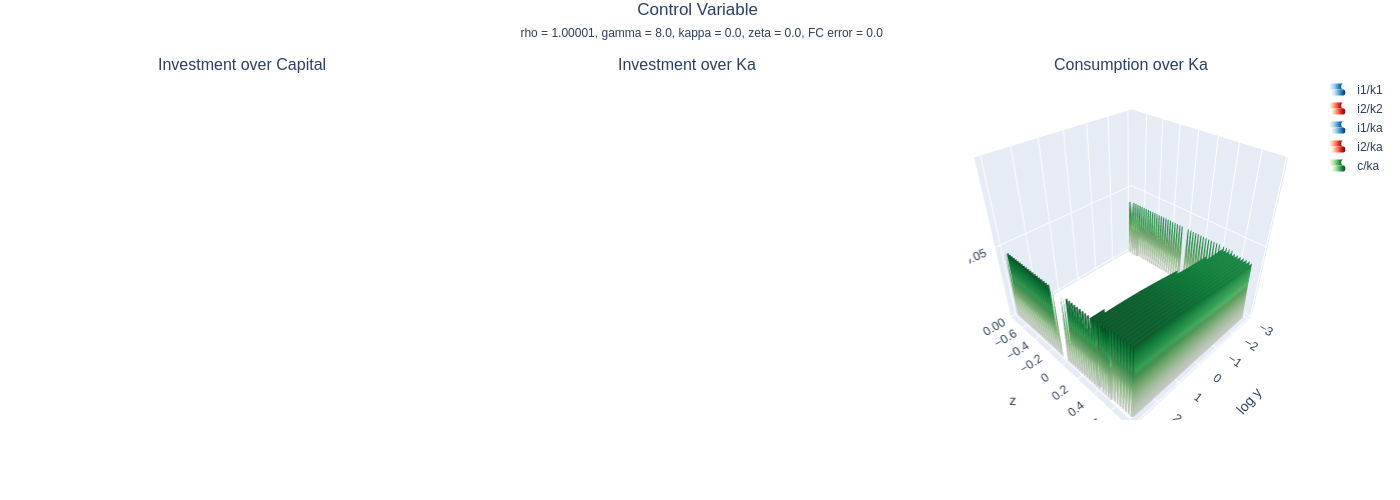 Control Variable
rho = 1.00001, gamma = 8.0, kappa = 0.0, zeta = 0.0, FC error = 0.0
Investment over Capital
Investment over Ka
Consumption over Ka
i1/k1
i2/k2
i1/ka
i2/ka
c/ka
0.00
−0.6
−0.4
−0.2
0
0.2
0.4
z
−3
−2
−1
0
1
log y